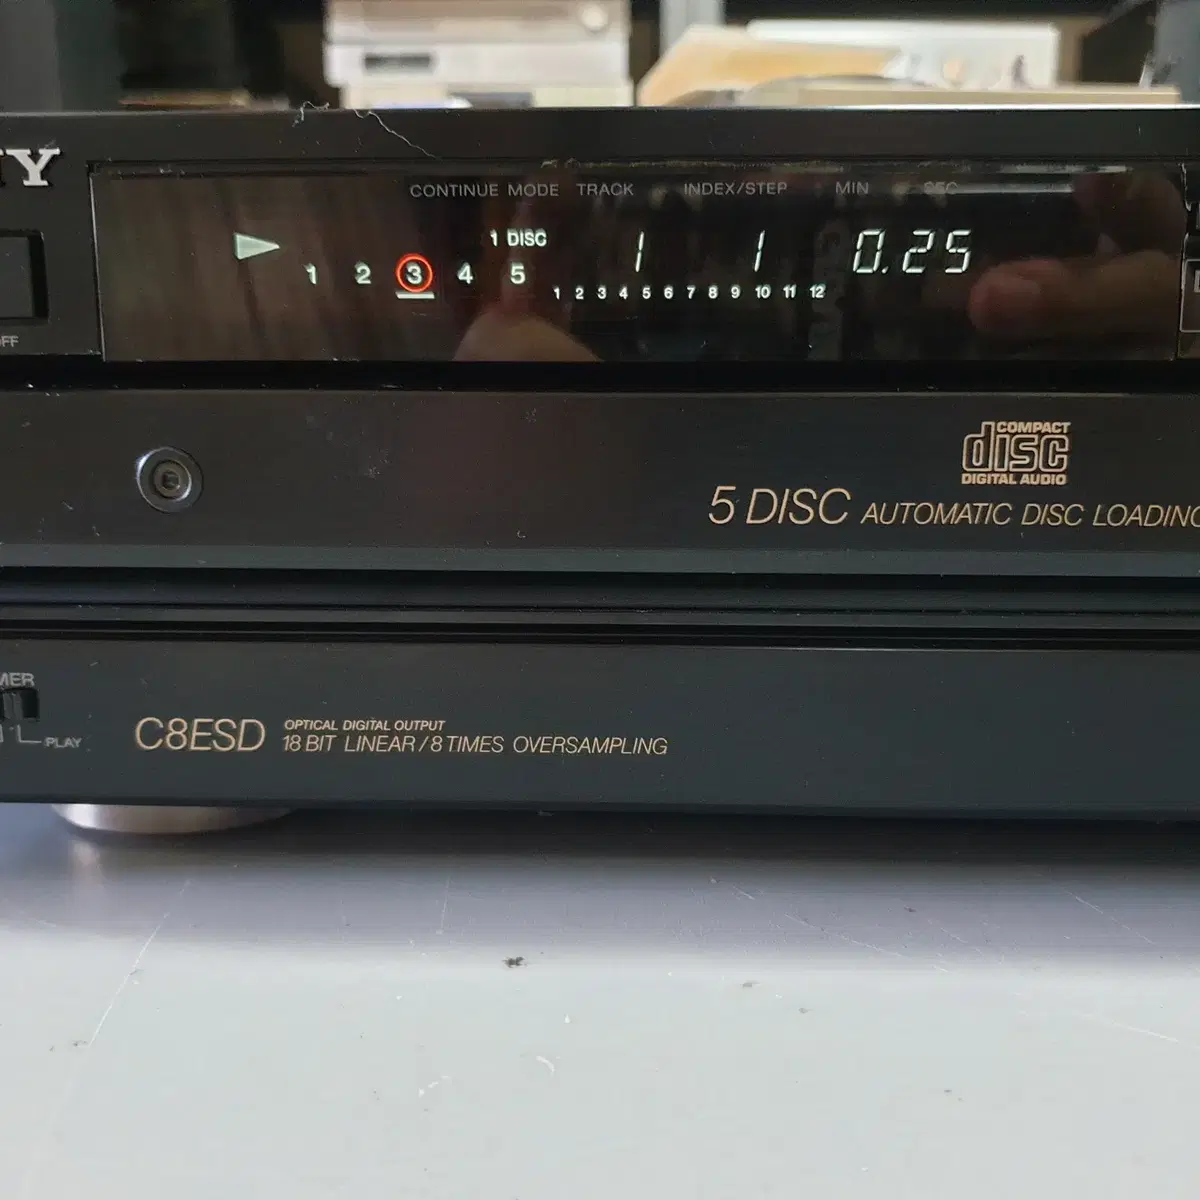 NY
CONTINUE MODE TRACK INDEX/STEP MIN SEC
1 DISC
1 1 0.25
1 2 3 4 5
1 2 3 4 5 6 7 8 9 10 11 12
FF
COMPACT
disc
DIGITAL AUDIO
5 DISC AUTOMATIC DISC LOADING
MER
PLAY
C8ESD
OPTICAL DIGITAL OUTPUT
18 BIT LINEAR / 8 TIMES OVERSAMPLING